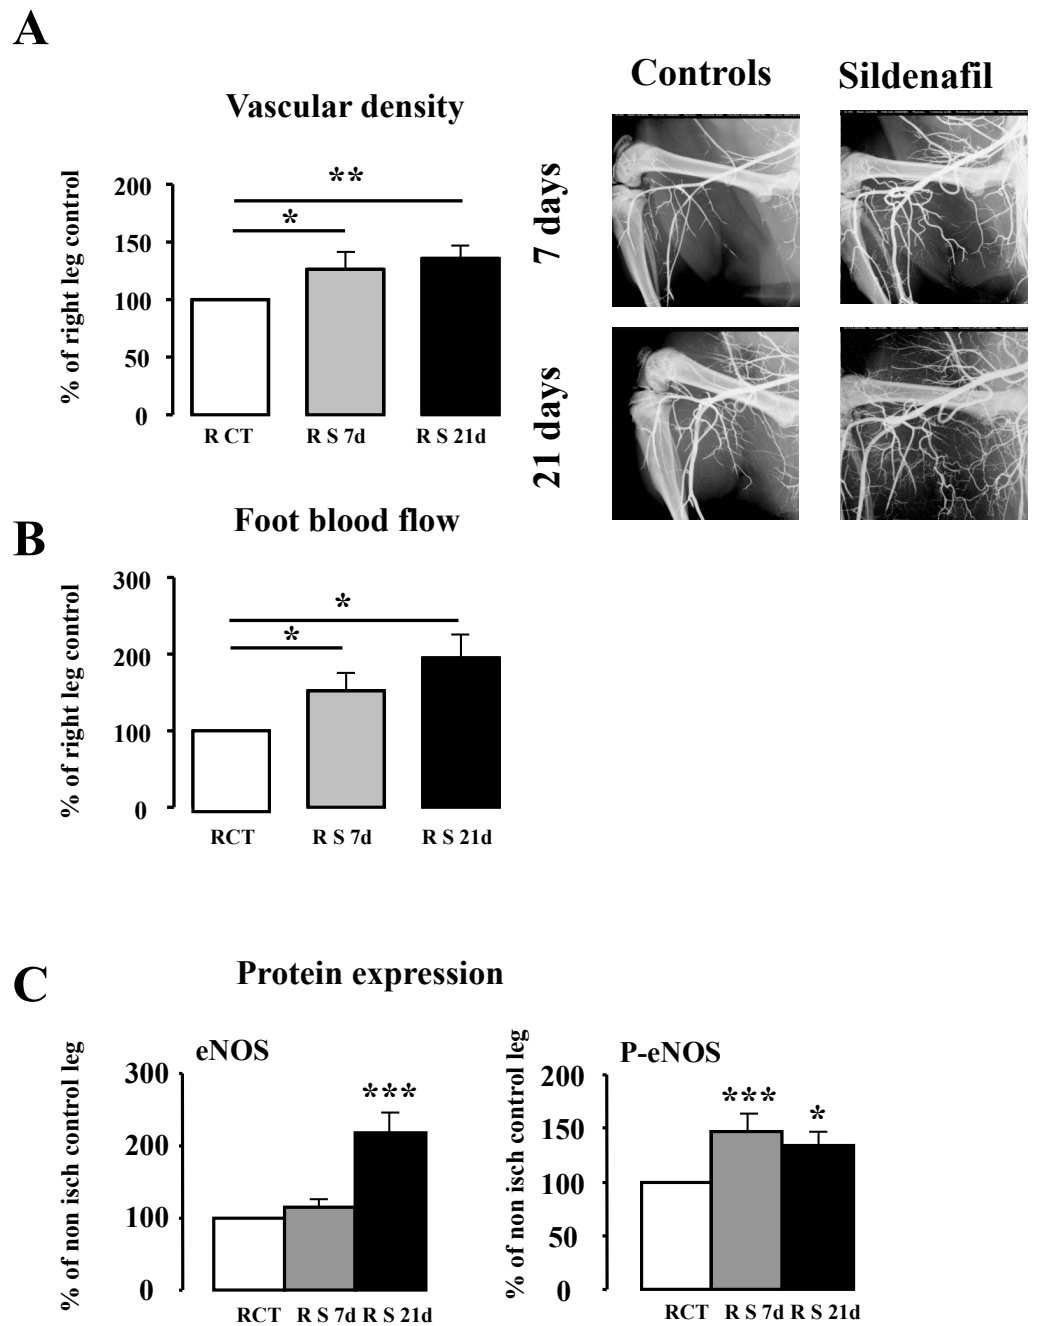 A
Controls Sildenafil
Vascular density
% of right leg control
200
150
100
50
0
**
*
R CT R S 7d R S 21d
7 days
21 days
B
Foot blood flow
% of right leg control
300
200
100
0
*
*
RCT R S 7d R S 21d
C
Protein expression
eNOS
% of non isch control leg
300
200
100
0
***
RCT R S 7d R S 21d
P-eNOS
% of non isch control leg
200
150
100
50
0
***
*
RCT R S 7d R S 21d